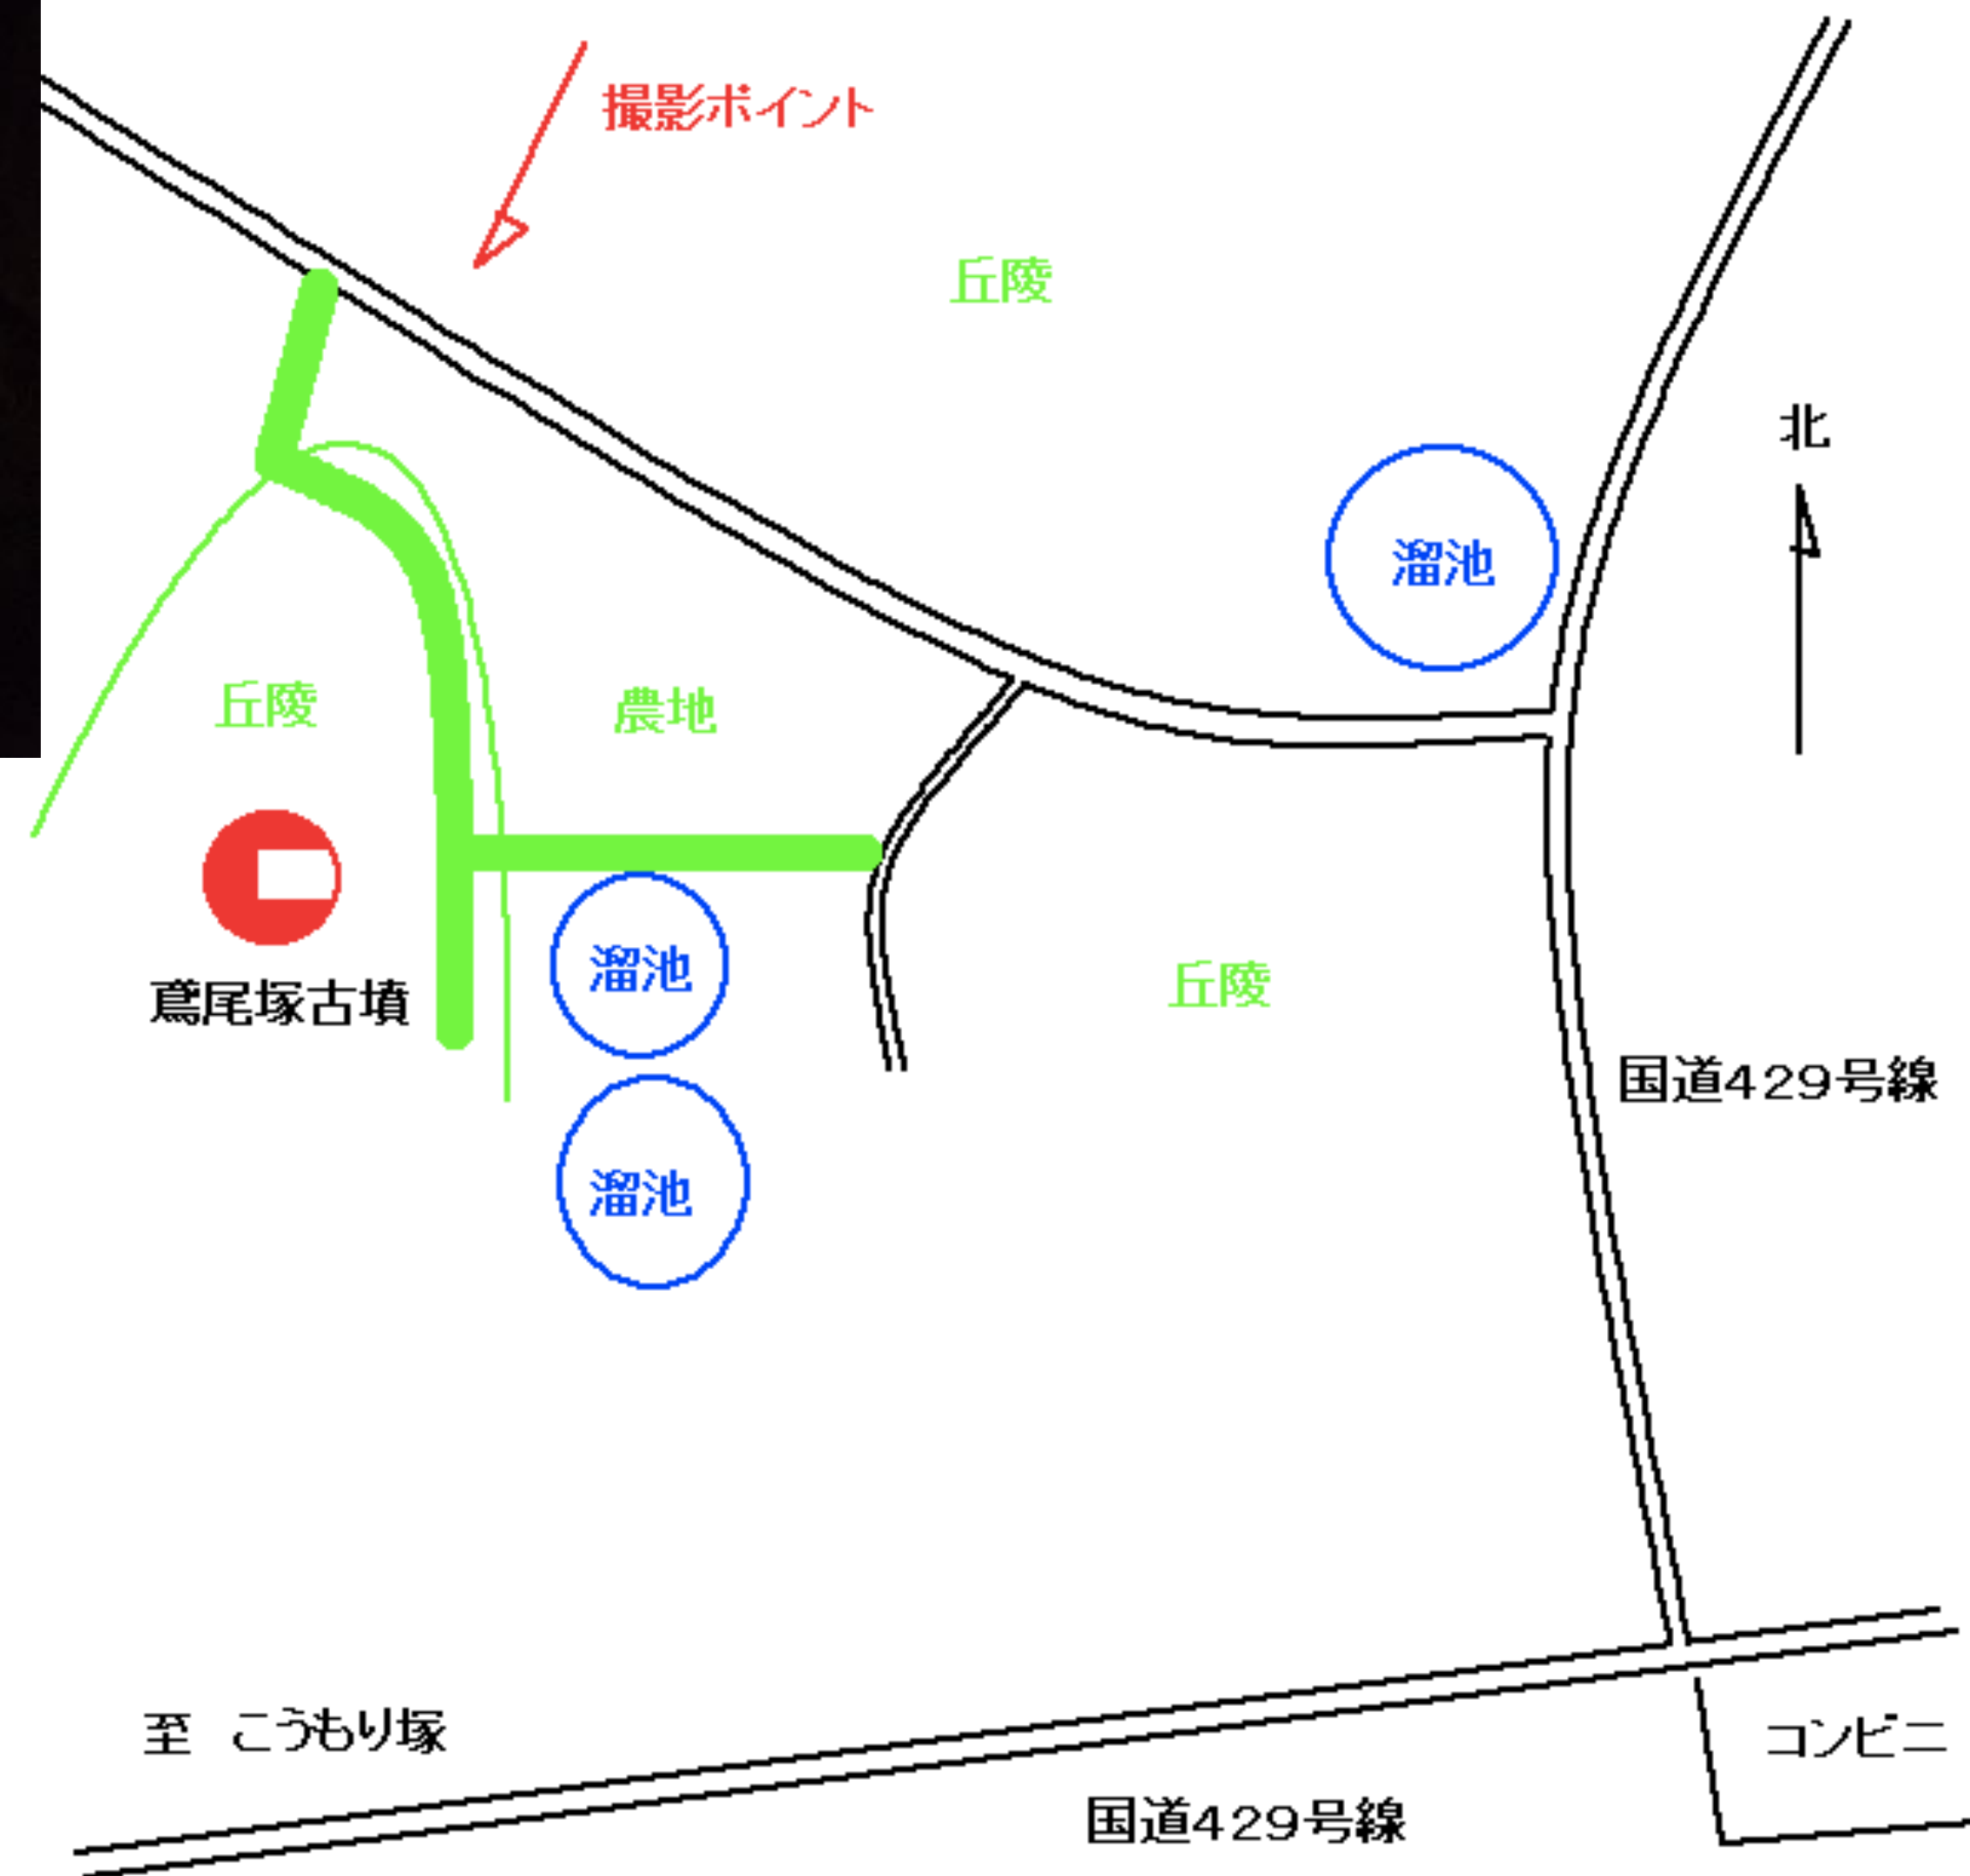 撮影ポイント
丘陵
北
溜池
丘陵
農地
溜池
鳶尾塚古墳
丘陵
国道429号線
溜池
至 こうもり塚
コンビニ
国道429号線